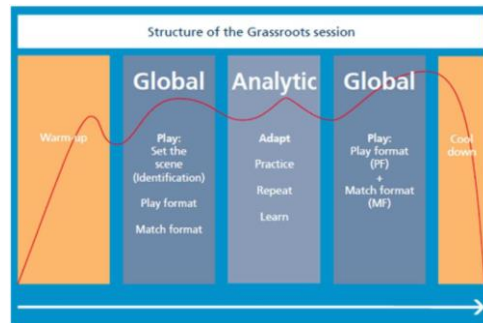 Structure of the Grassroots session
Warm-up
Global
Play:
Set the
scene
(Identification)
Play format
Match format
Analytic
Adapt
Practice
Repeat
Learn
Global
Play:
Play format
(PF)
+
Match format
(MF)
Cool
down